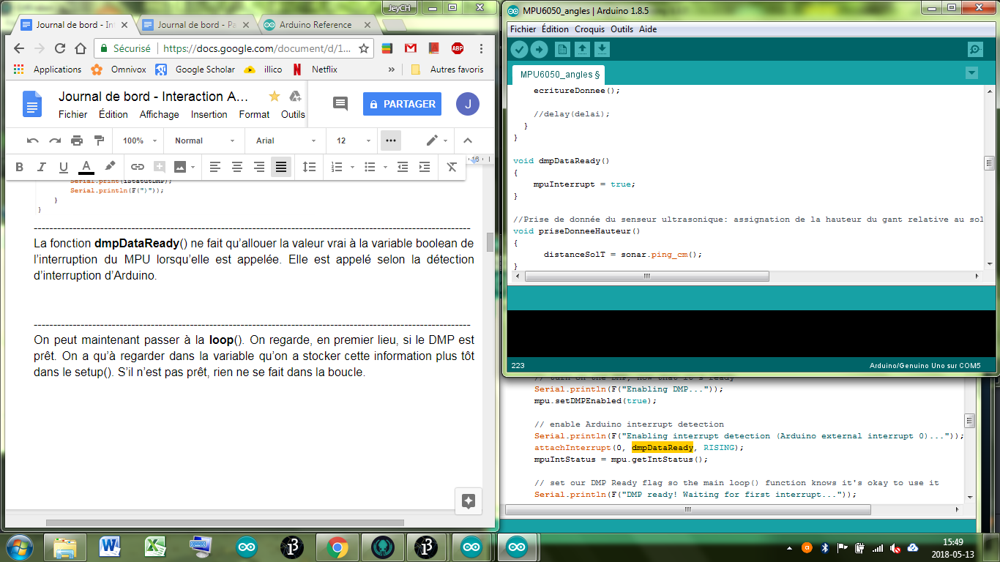 JeyCH
Journal de bord - In
Journal de bord - Pa
Arduino Reference
Sécurisé
https://docs.google.com/document/d/1...
ABP
Applications
Omnivox
Google Scholar
illico
Netflix
»
Autres favoris
Journal de bord - Interaction A...
PARTAGER
J
Fichier Édition Affichage Insertion Format Outils
100% Normal Arial 12
B I U A
16
Serial.println(F(")"));
}
}
La fonction dmpDataReady() ne fait qu'allouer la valeur vrai à la variable boolean de
l'interruption du MPU lorsqu'elle est appelée. Elle est appelé selon la détection
d'interruption d'Arduino.
On peut maintenant passer à la loop(). On regarde, en premier lieu, si le DMP est
prêt. On a qu'à regarder dans la variable qu'on a stocker cette information plus tôt
dans le setup(). S'il n'est pas prêt, rien ne se fait dans la boucle.
MPU6050_angles | Arduino 1.8.5
Fichier Édition Croquis Outils Aide
MPU6050_angles §
ecritureDonnee();
//delay(delai);
}
}
void dmpDataReady()
{
mpuInterrupt = true;
}
//Prise de donnée du senseur ultrasonique: assignation de la hauteur du gant relative au sol
void priseDonneeHauteur()
{
distanceSolT = sonar.ping_cm();
}
223
Arduino/Genuino Uno sur COM5
// turn on the DMP, now that it's ready
Serial.println(F("Enabling DMP..."));
mpu.setDMPEnabled(true);
// enable Arduino interrupt detection
Serial.println(F("Enabling interrupt detection (Arduino external interrupt 0)..."));
attachInterrupt(0, dmpDataReady, RISING);
mpuIntStatus = mpu.getIntStatus();
// set our DMP Ready flag so the main loop() function knows it's okay to use it
Serial.println(F("DMP ready! Waiting for first interrupt..."));
15:49
2018-05-13